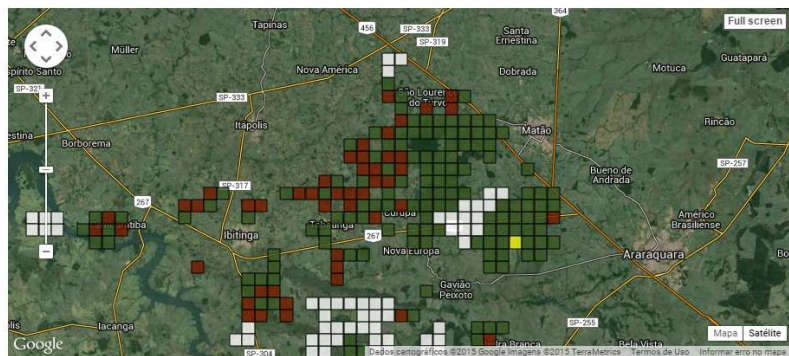 Tapinas
364
456
Full screen
Santa
Ernestina
SP-319
Müller
Guatapará
Espírito Santo
Nova América
Dobrada
Motuca
SP-321
São Lourenço
do Turvo
SP-333
SP-333
Itápolis
Matão
Rincão
Borborema
SP-257
Bueno de
Andrada
SP-317
267
Curupá
Américo
Brasiliense
Tabatinga
Ibitinga
267
Nova Europa
Araraquara
Gavião
Peixoto
Iacanga
SP-255
Mapa
Satélite
SP-304
Bela Vista
Google
Dados cartográficos ©2015 Google Imagens ©2015 TerraMetrics
Termos de Uso
Informar erro no mapa